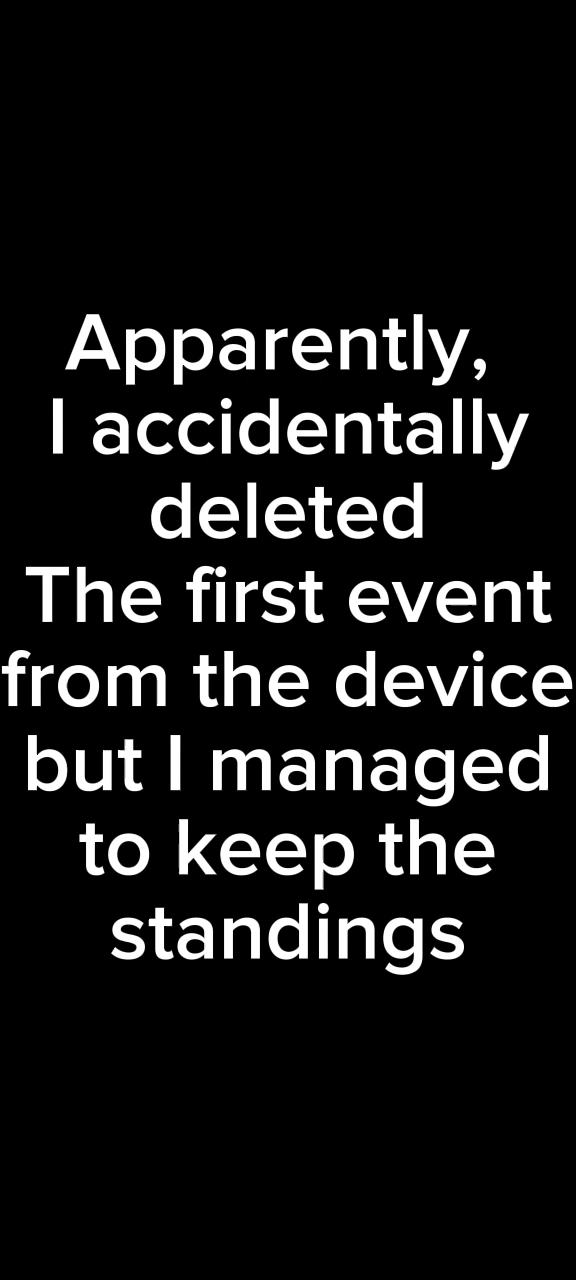 Apparently,
I accidentally
deleted
The first event
from the device
but I managed
to keep the
standings